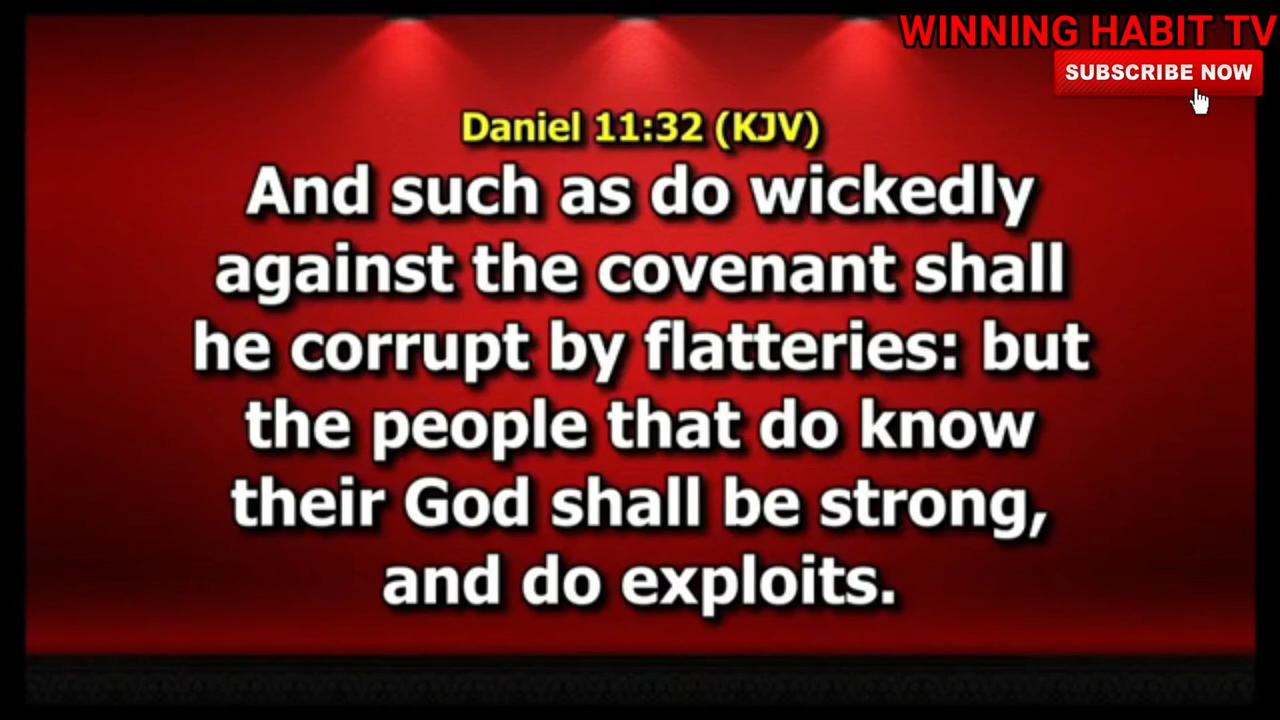 WINNING HABIT TV
SUBSCRIBE NOW
Daniel 11:32 (KJV)
And such as do wickedly
against the covenant shall
he corrupt by flatteries: but
the people that do know
their God shall be strong,
and do exploits.